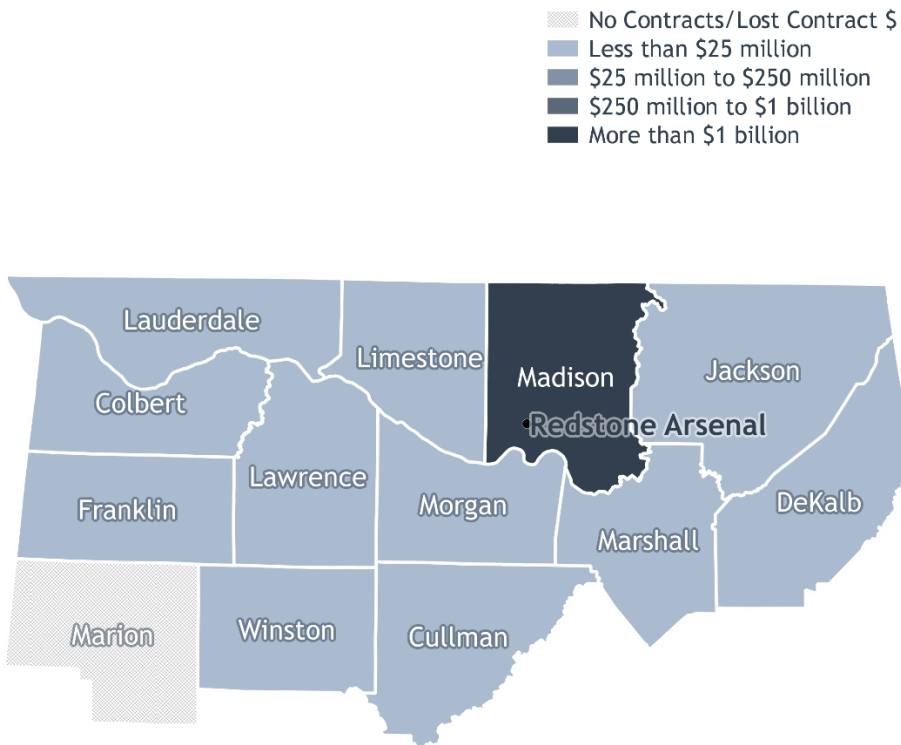 No Contracts/Lost Contract $
Less than $25 million
$25 million to $250 million
$250 million to $1 billion
More than $1 billion
Lauderdale
Limestone
Madison
Jackson
Colbert
Redstone Arsenal
Lawrence
Franklin
Morgan
DeKalb
Marshall
Marion
Winston
Cullman